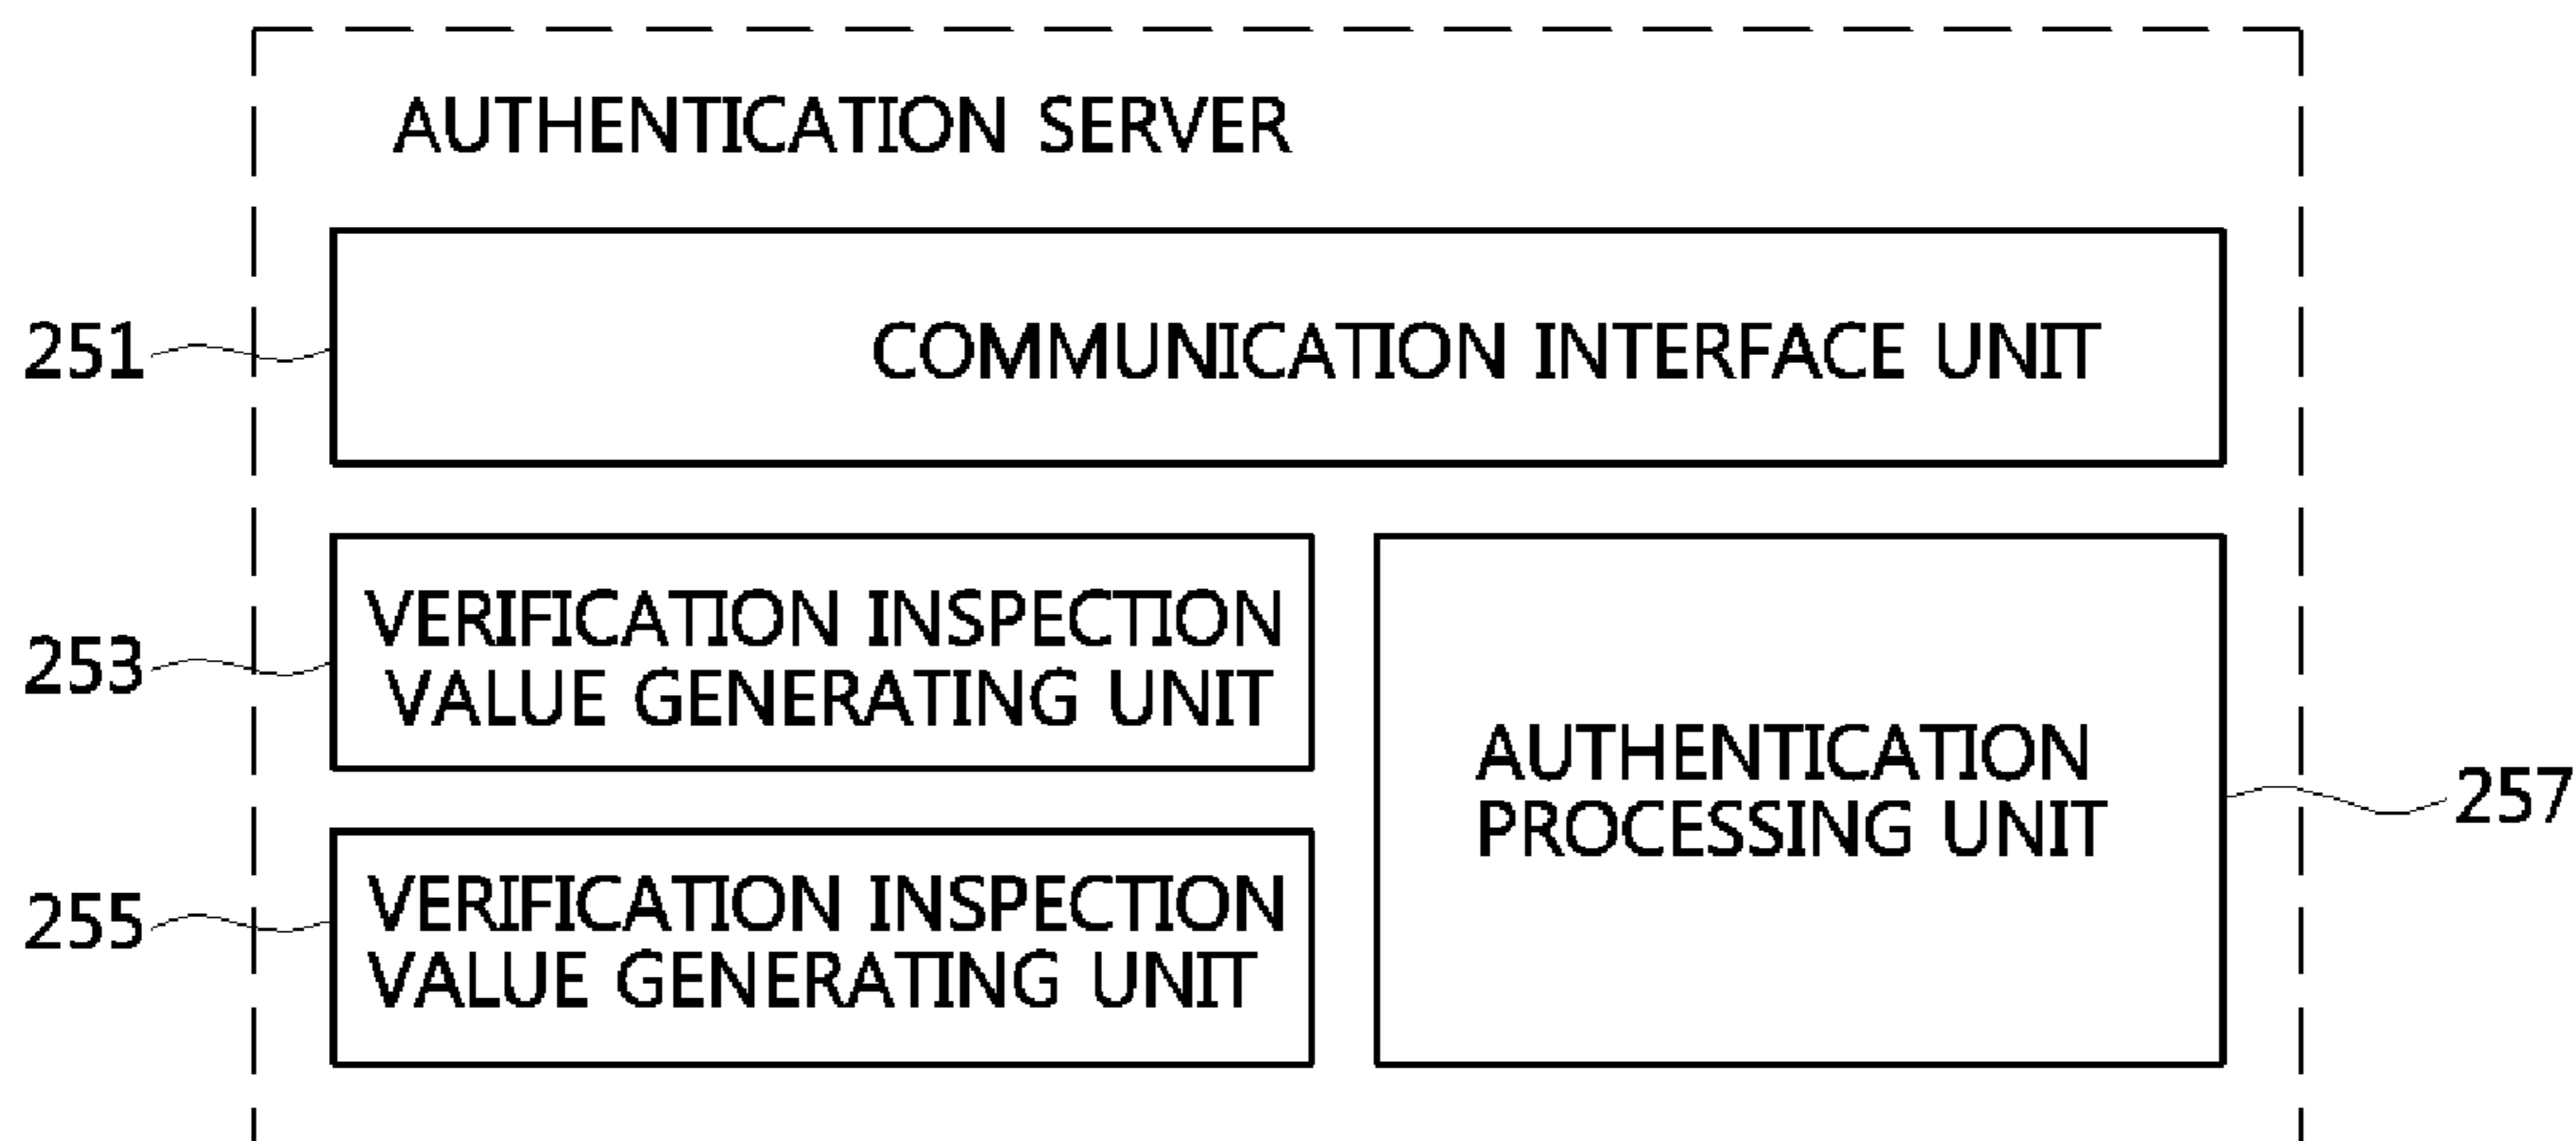 AUTHENTICATION SERVER
251
COMMUNICATION INTERFACE UNIT
253
VERIFICATION INSPECTION
VALUE GENERATING UNIT
255
VERIFICATION INSPECTION
VALUE GENERATING UNIT
AUTHENTICATION
PROCESSING UNIT
257